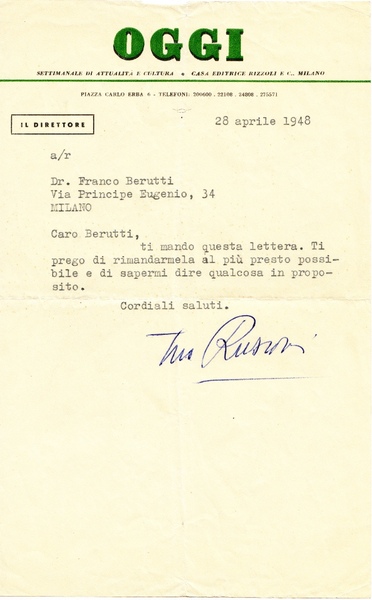 OGGI
SETTIMANALE DI ATTUALITÀ E CULTURA • CASA EDITRICE RIZZOLI E C., MILANO
PIAZZA CARLO ERBA 6 - TELEFONI: 200600 . 22108 . 24808 . 275571
IL DIRETTORE
28 aprile 1948
a/r
Dr. Franco Berutti
Via Principe Eugenio, 34
MILANO
Caro Berutti,
ti mando questa lettera. Ti
prego di rimandarmela al più presto possi-
bile e di sapermi dire qualcosa in propo-
sito.
Cordiali saluti.